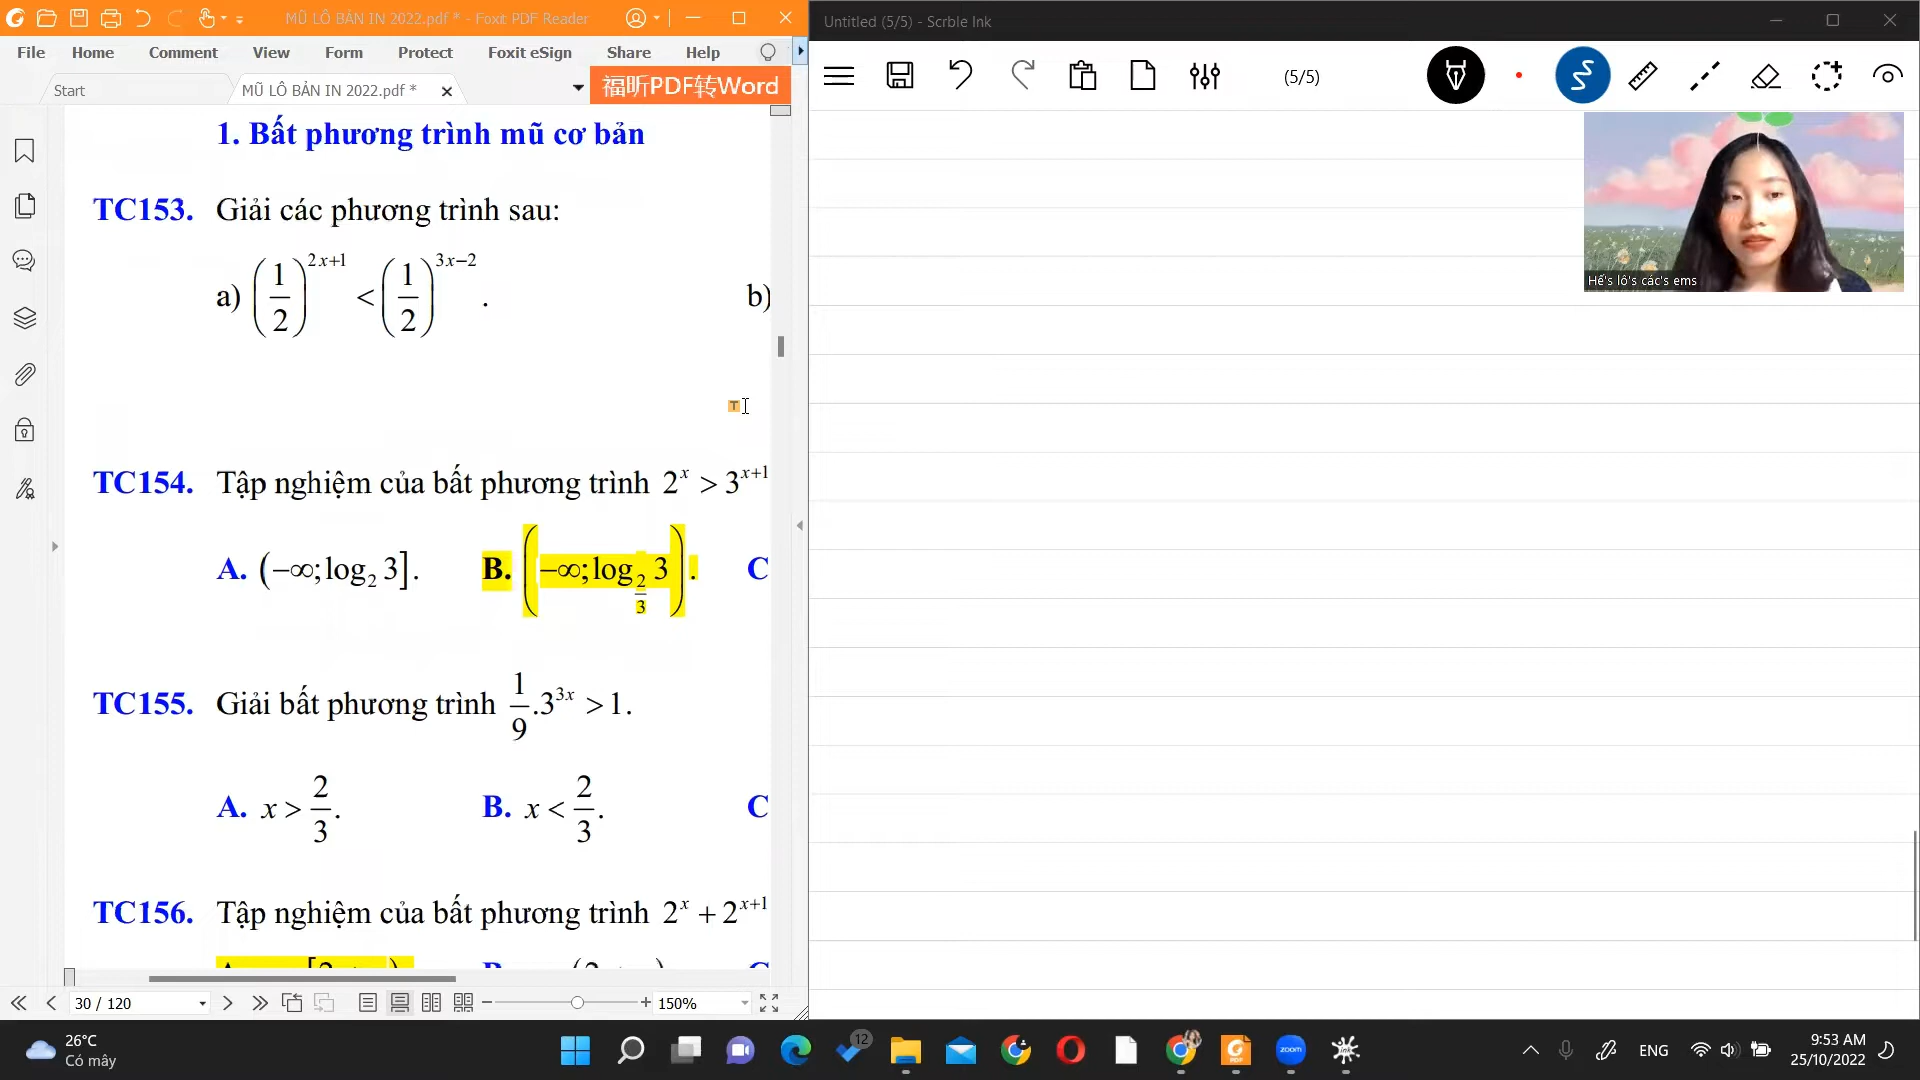 MŨ LÔ BẢN IN 2022.pdf * - Foxit PDF Reader
File Home Comment View Form Protect Foxit eSign Share Help
Start
MŨ LÔ BẢN IN 2022.pdf *
福昕PDF转Word
1. Bất phương trình mũ cơ bản
TC153. Giải các phương trình sau:
a) (1/2)^{2x+1} < (1/2)^{3x−2}. b)
TC154. Tập nghiệm của bất phương trình 2^x > 3^{x+1}
A. (−∞; log_2 3]. B. (−∞; log_{2/3} 3). C
TC155. Giải bất phương trình 1/9 .3^{3x} > 1.
A. x > 2/3. B. x < 2/3. C
TC156. Tập nghiệm của bất phương trình 2^x + 2^{x+1}
30 / 120
150%
Untitled (5/5) - Scrble Ink
(5/5)
Hế's lô's các's ems
26°C
Có mây
12
zoom
ENG
9:53 AM
25/10/2022